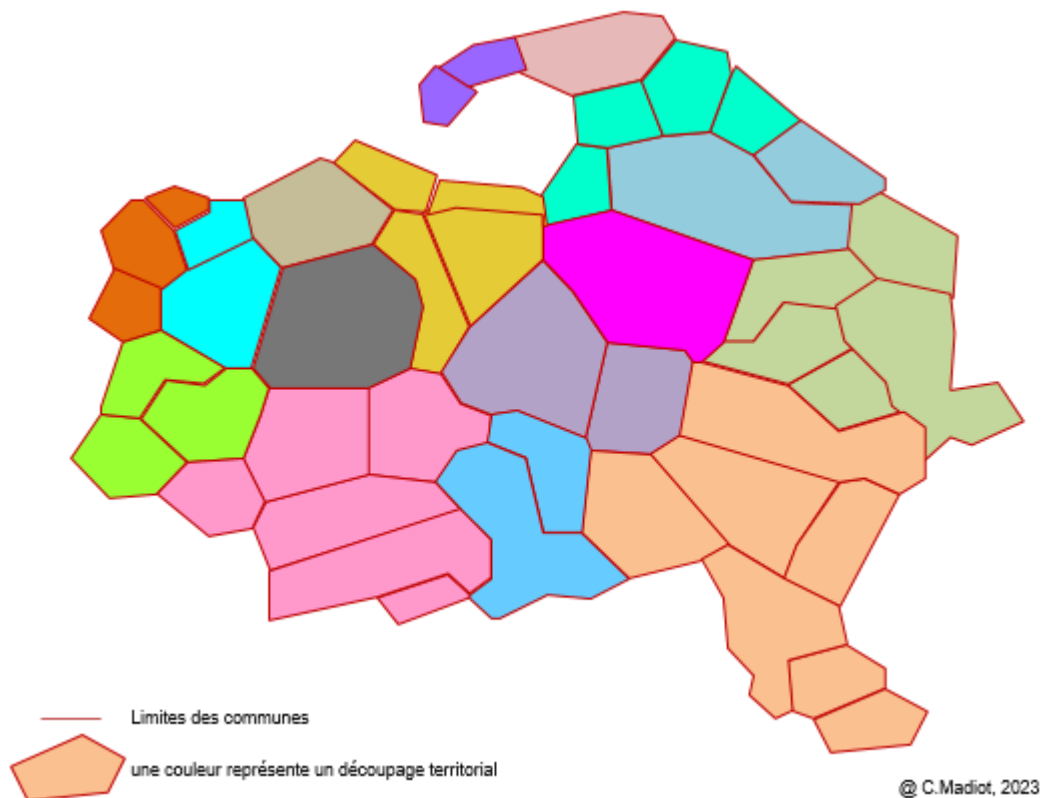 Limites des communes
une couleur représente un découpage territorial
@ C.Madiot, 2023